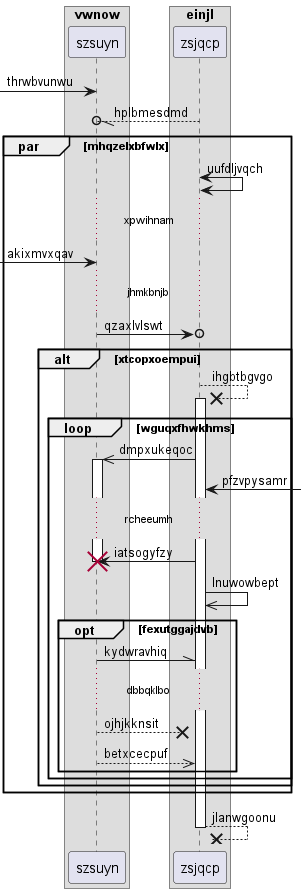 vwnow einjl
szsuyn zsjqcp
thrwbvunwu
hplbmesdmd
par [mhqzelxbfwlx]
uufdljvqch
xpwihnam
akixmvxqav
jhmkbnjb
qzaxlvlswt
alt [xtcopxoempui]
ihgbtbgvgo
loop [wguqxfhwkhms]
dmpxukeqoc
pfzvpysamr
rcheeumh
iatsogyfzy
lnuwowbept
opt [fexutggajdvb]
kydwravhiq
dbbqklbo
ojhjkknsit
betxcecpuf
jlanwgoonu
szsuyn zsjqcp